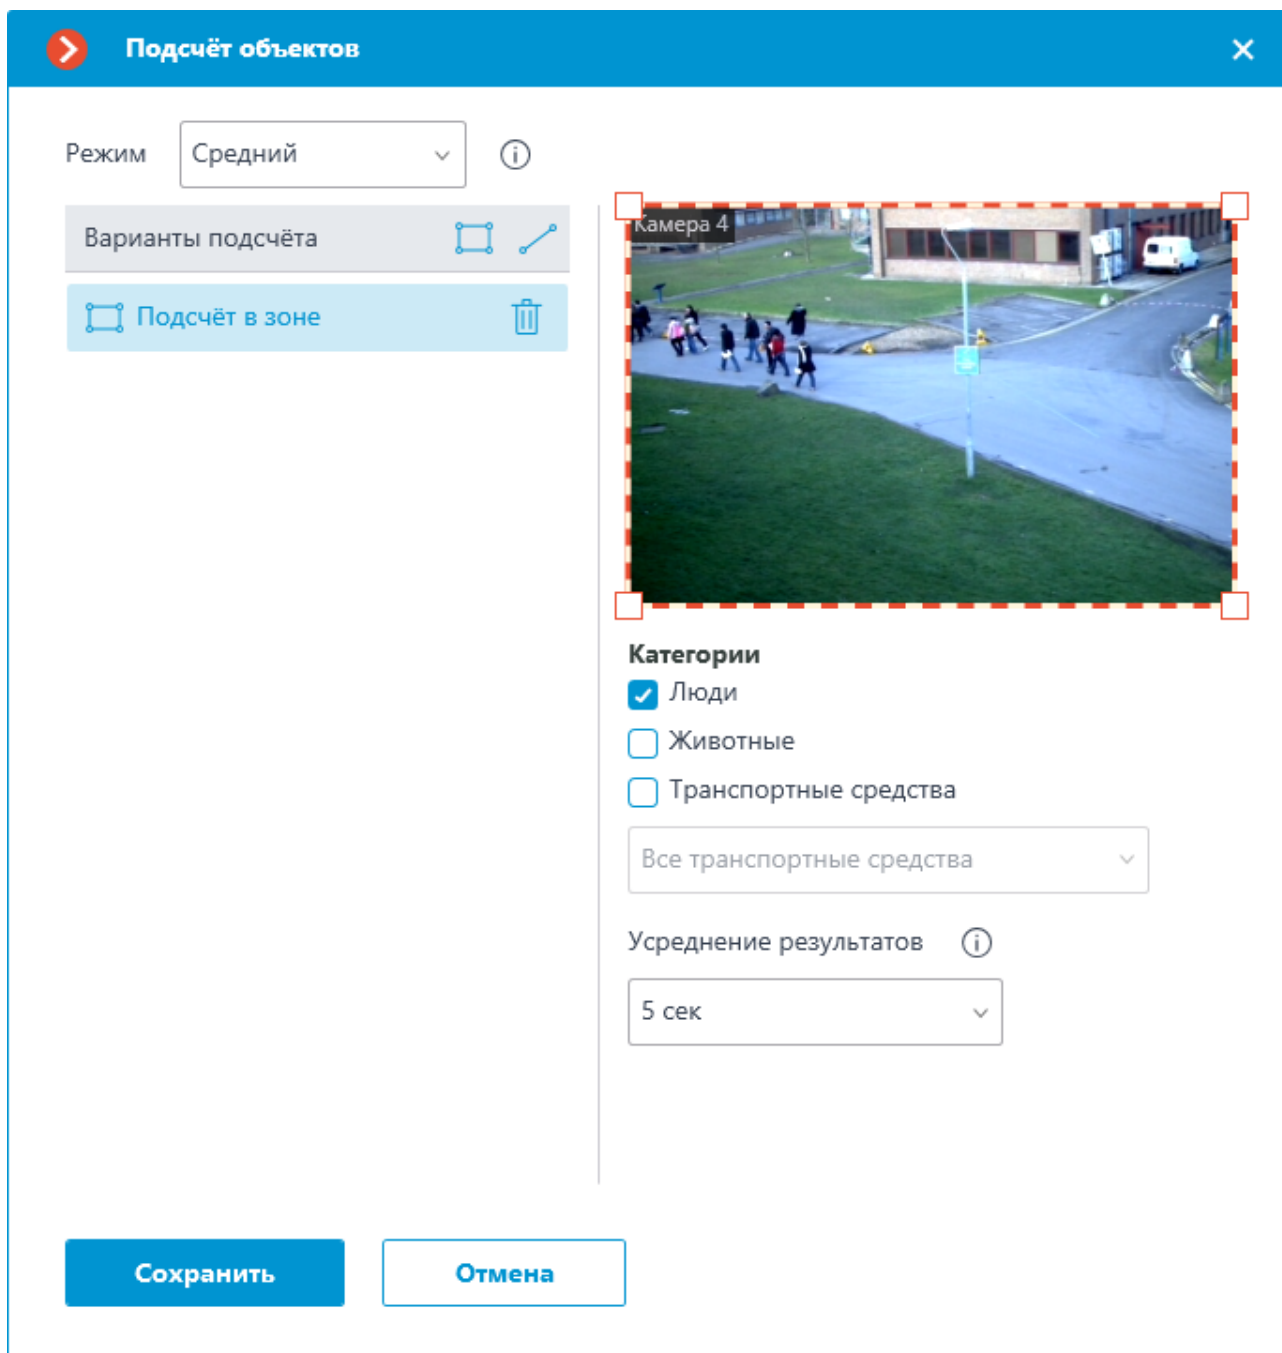 Подсчёт объектов
Режим
Средний
Варианты подсчёта
Подсчёт в зоне
Камера 4
Категории
Люди
Животные
Транспортные средства
Все транспортные средства
Усреднение результатов
5 сек
Сохранить
Отмена